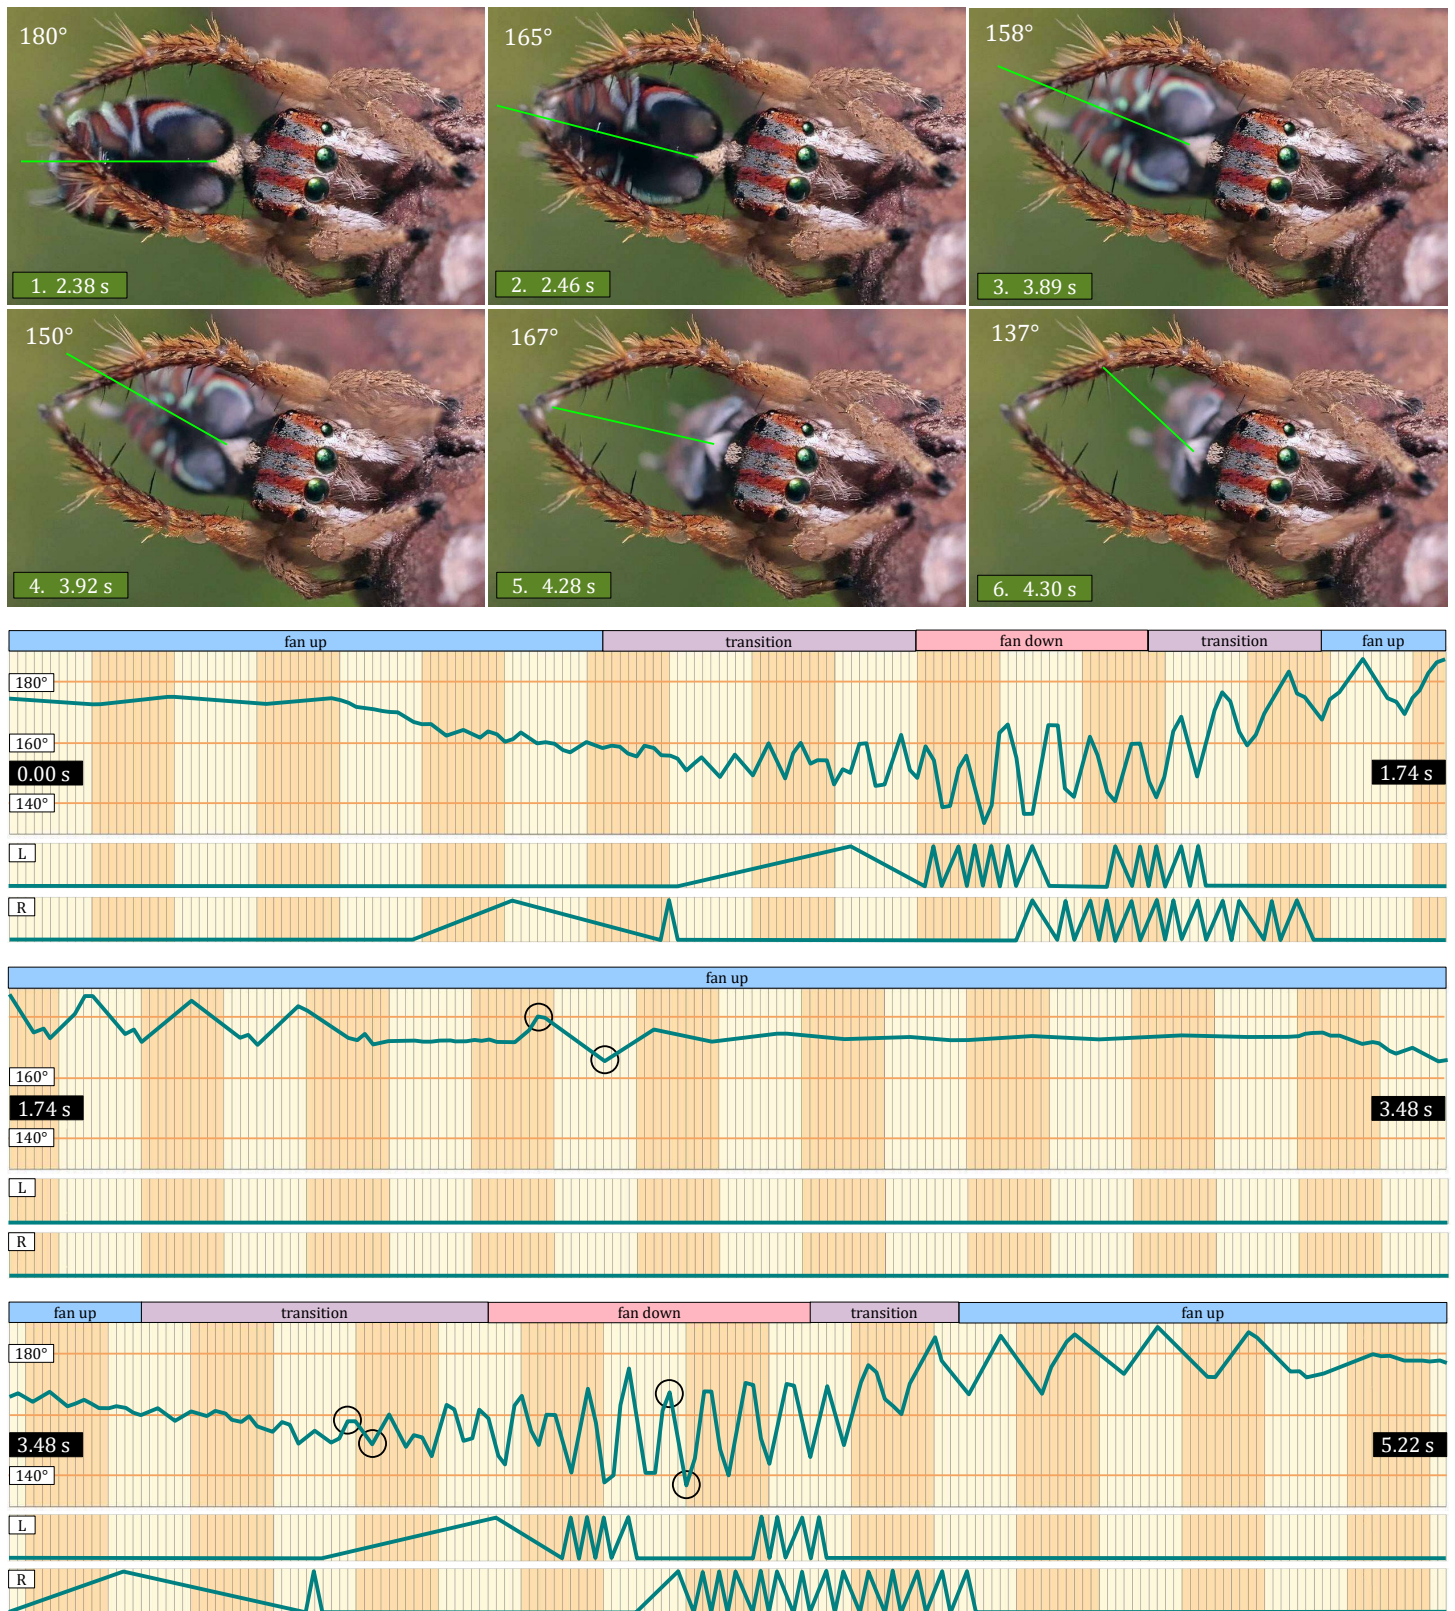 180°
165°
158°
1. 2.38 s
2. 2.46 s
3. 3.89 s
150°
167°
137°
4. 3.92 s
5. 4.28 s
6. 4.30 s
fan up transition fan down transition fan up
180°
160°
0.00 s 1.74 s
140°
L
R
fan up
160°
1.74 s 3.48 s
140°
L
R
fan up transition fan down transition fan up
180°
3.48 s 5.22 s
140°
L
R